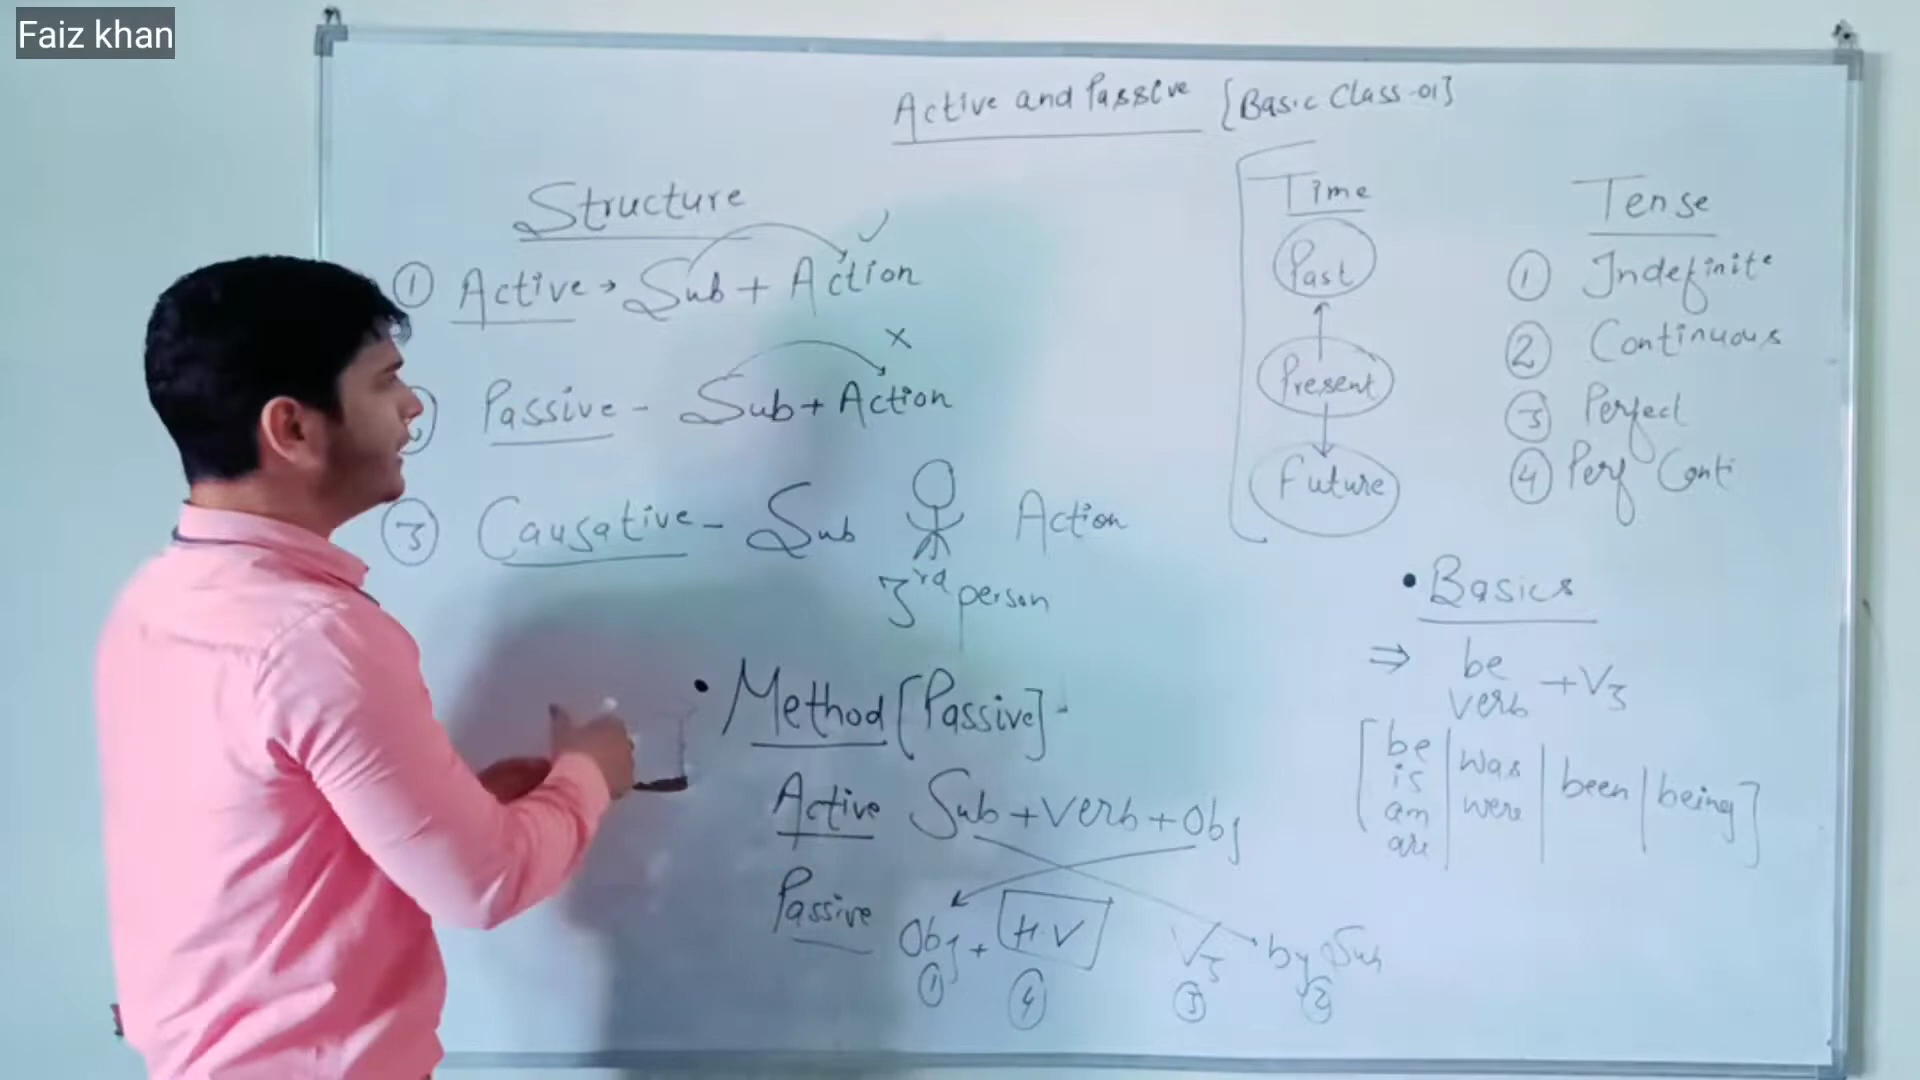 Faiz khan
Active and Passive [Basic Class-01]
Structure
① Active → Sub + Action ✓
Passive - Sub + Action ×
③ Causative - Sub Action
3rd person
Time
Past
Present
Future
Tense
① Indefinite
② Continuous
③ Perfect
④ Perf Conti
• Basics
⇒ be verb + V3
[be is am are | was were | been | being]
• Method [Passive] -
Active Sub + Verb + Obj
Passive Obj + H.V V3 by Sub
① ④ ③ ②